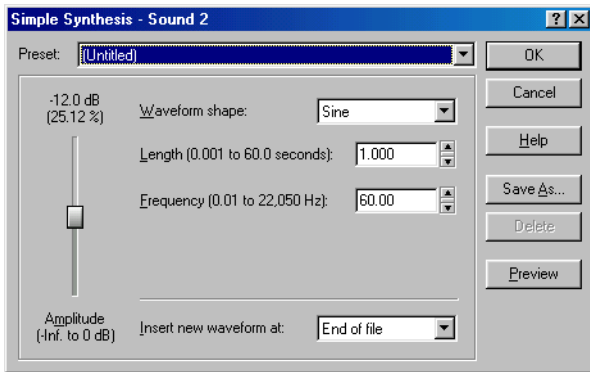 Simple Synthesis - Sound 2
Preset: (Untitled)
OK
Cancel
Help
Save As...
Delete
Preview
-12.0 dB
(25.12 %)
Waveform shape: Sine
Length (0.001 to 60.0 seconds): 1.000
Frequency (0.01 to 22,050 Hz): 60.00
Amplitude
(-Inf. to 0 dB)
Insert new waveform at: End of file